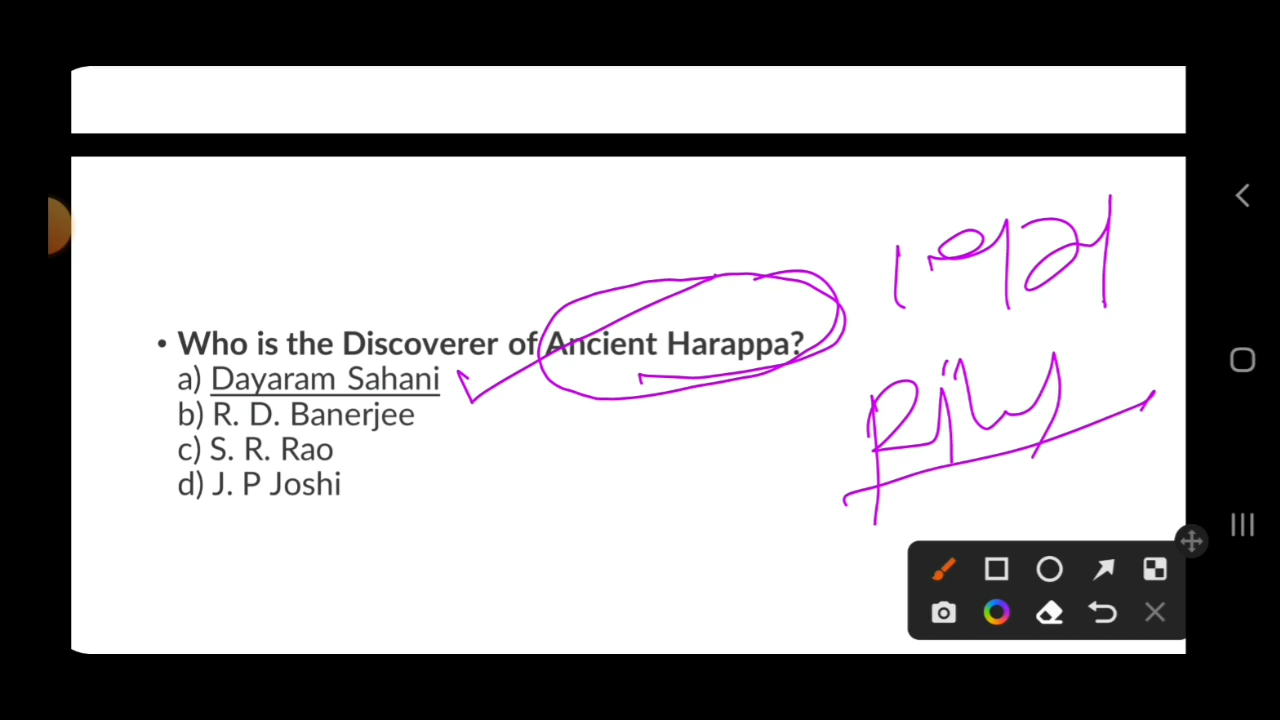 • Who is the Discoverer of Ancient Harappa?
a) Dayaram Sahani
b) R. D. Banerjee
c) S. R. Rao
d) J. P Joshi
1921